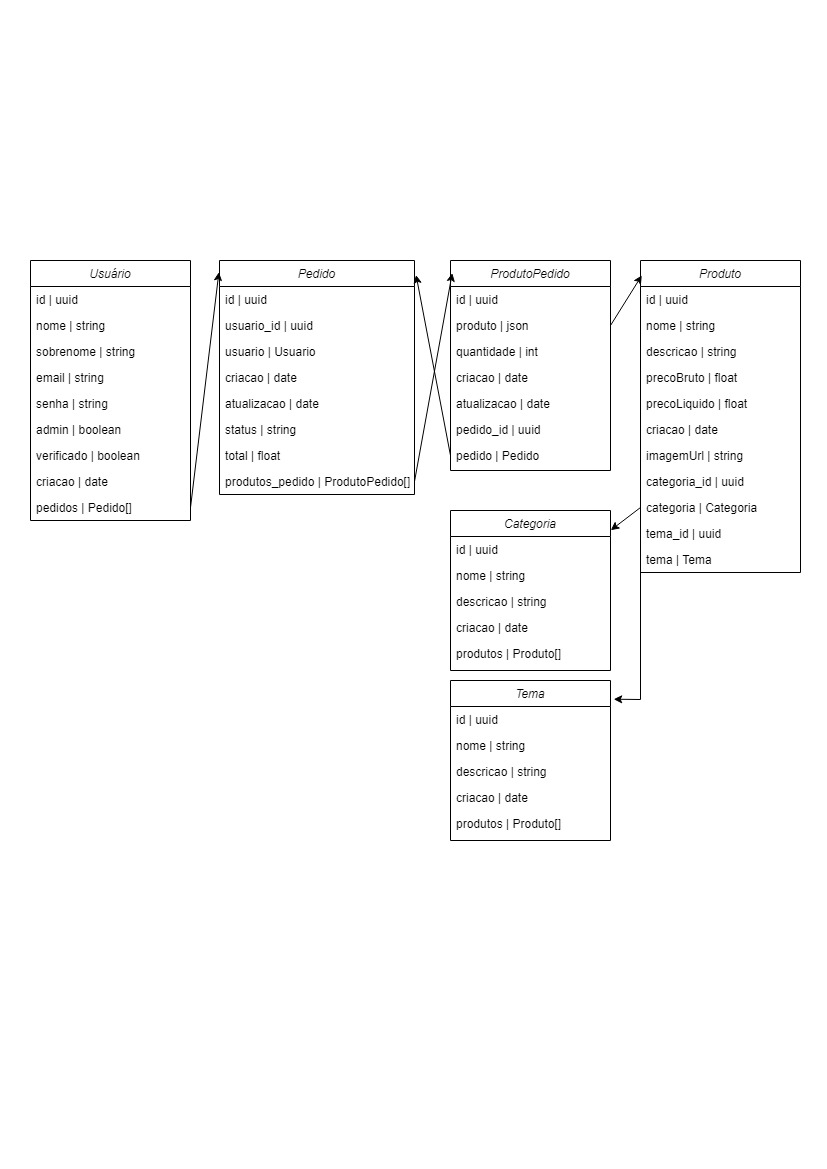 Usuário
id | uuid
nome | string
sobrenome | string
email | string
senha | string
admin | boolean
verificado | boolean
criacao | date
pedidos | Pedido[]
Pedido
id | uuid
usuario_id | uuid
usuario | Usuario
criacao | date
atualizacao | date
status | string
total | float
produtos_pedido | ProdutoPedido[]
ProdutoPedido
id | uuid
produto | json
quantidade | int
criacao | date
atualizacao | date
pedido_id | uuid
pedido | Pedido
Produto
id | uuid
nome | string
descricao | string
precoBruto | float
precoLiquido | float
criacao | date
imagemUrl | string
categoria_id | uuid
categoria | Categoria
tema_id | uuid
tema | Tema
Categoria
id | uuid
nome | string
descricao | string
criacao | date
produtos | Produto[]
Tema
id | uuid
nome | string
descricao | string
criacao | date
produtos | Produto[]